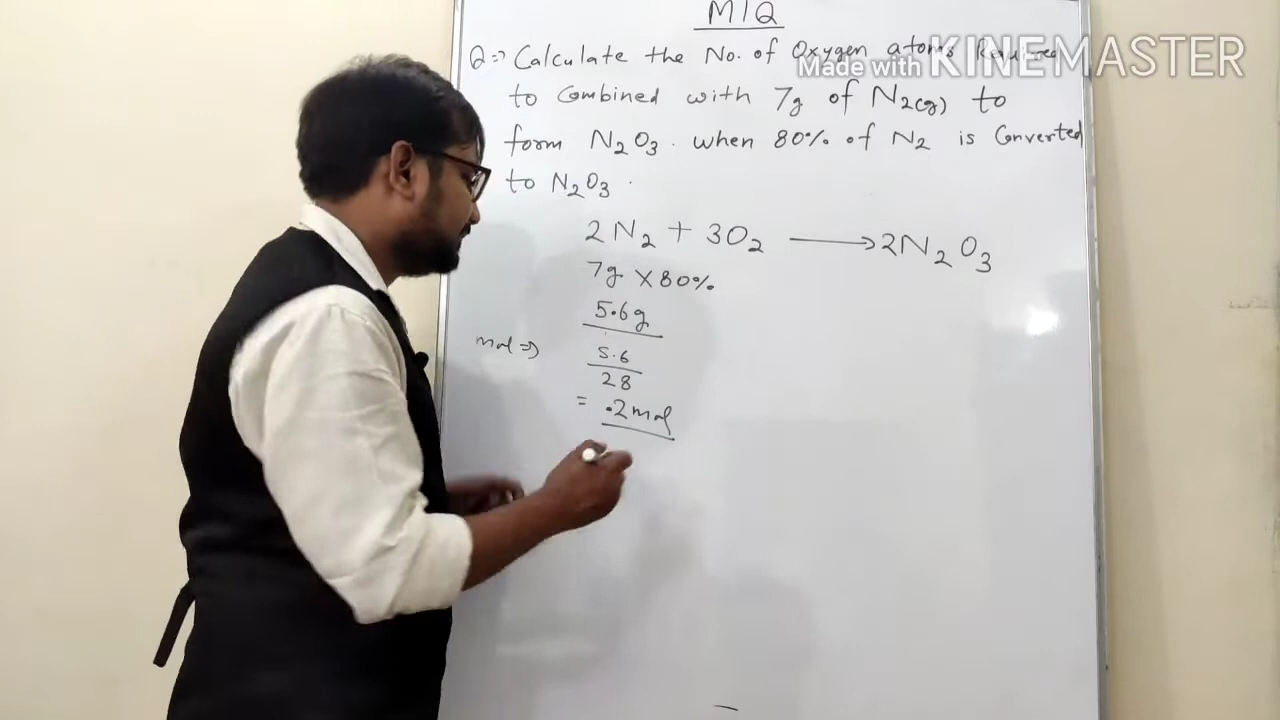 MIQ
Q⇒ Calculate the No. of Oxygen atoms
Made with KINEMASTER
to Combined with 7g of N2(g) to
form N2O3. when 80% of N2 is Converted
to N2O3.
2N2 + 3O2 ⟶ 2N2O3
7g × 80%
5.6g
mol ⇒ 5.6
28
= .2 mol